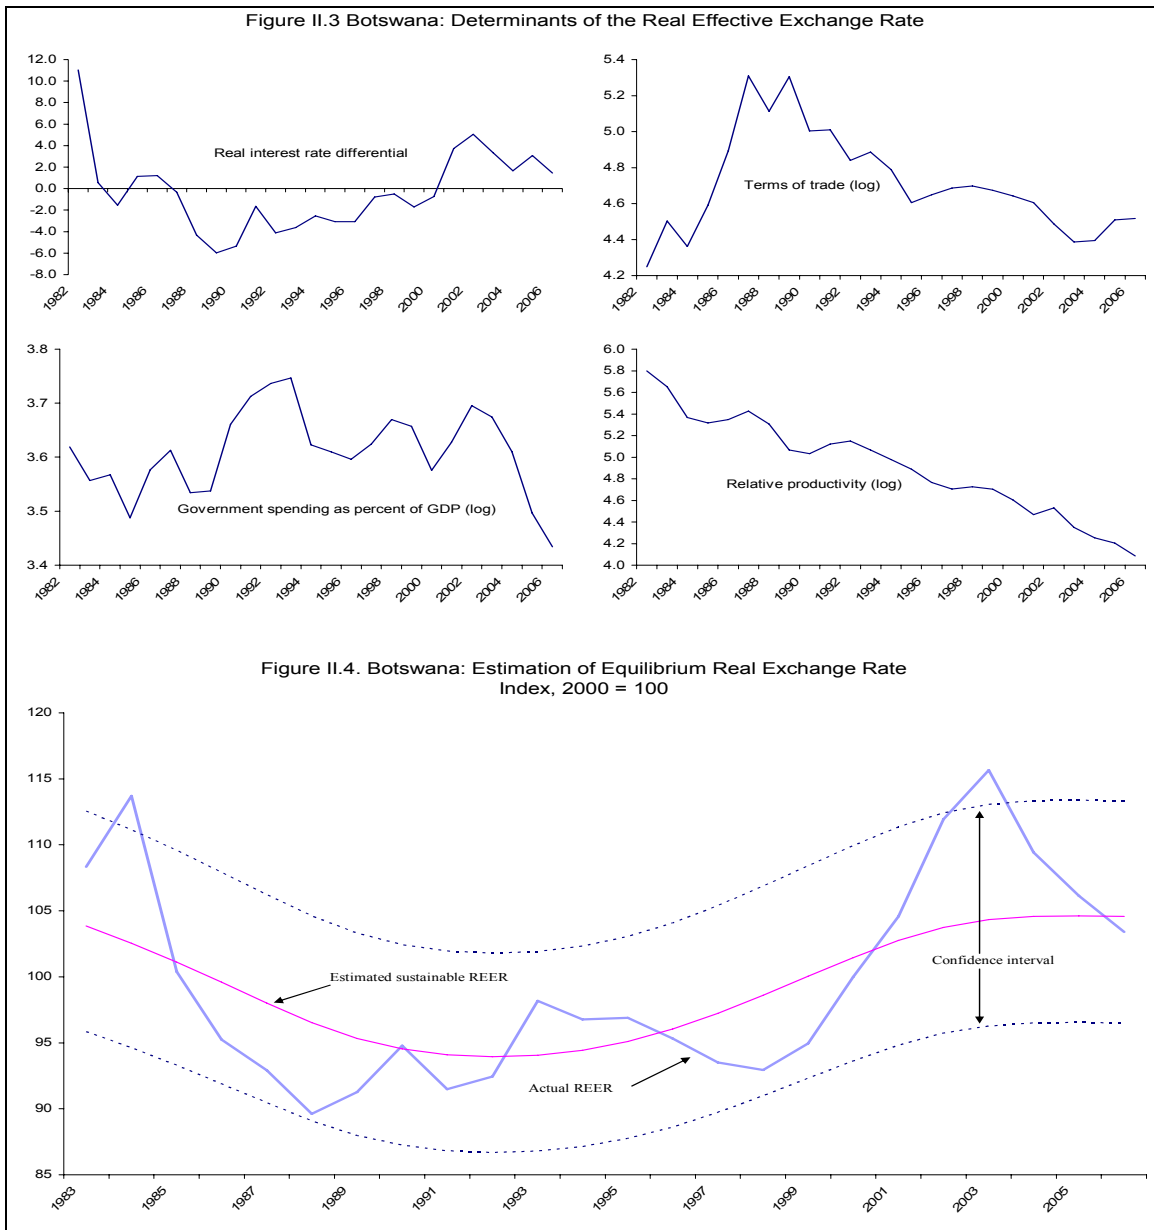 Figure II.3 Botswana: Determinants of the Real Effective Exchange Rate
12.0
10.0
8.0
6.0
4.0
2.0
0.0
-2.0
-4.0
-6.0
-8.0
Real interest rate differential
1982 1984 1986 1988 1990 1992 1994 1996 1998 2000 2002 2004 2006
5.4
5.2
5.0
4.8
4.6
4.4
4.2
Terms of trade (log)
1982 1984 1986 1988 1990 1992 1994 1996 1998 2000 2002 2004 2006
3.8
3.7
3.6
3.5
3.4
Government spending as percent of GDP (log)
1982 1984 1986 1988 1990 1992 1994 1996 1998 2000 2002 2004 2006
6.0
5.8
5.6
5.4
5.2
5.0
4.8
4.6
4.4
4.2
4.0
Relative productivity (log)
1982 1984 1986 1988 1990 1992 1994 1996 1998 2000 2002 2004 2006
Figure II.4. Botswana: Estimation of Equilibrium Real Exchange Rate
Index, 2000 = 100
120
115
110
105
100
95
90
85
Estimated sustainable REER
Confidence interval
Actual REER
1983 1985 1987 1989 1991 1993 1995 1997 1999 2001 2003 2005